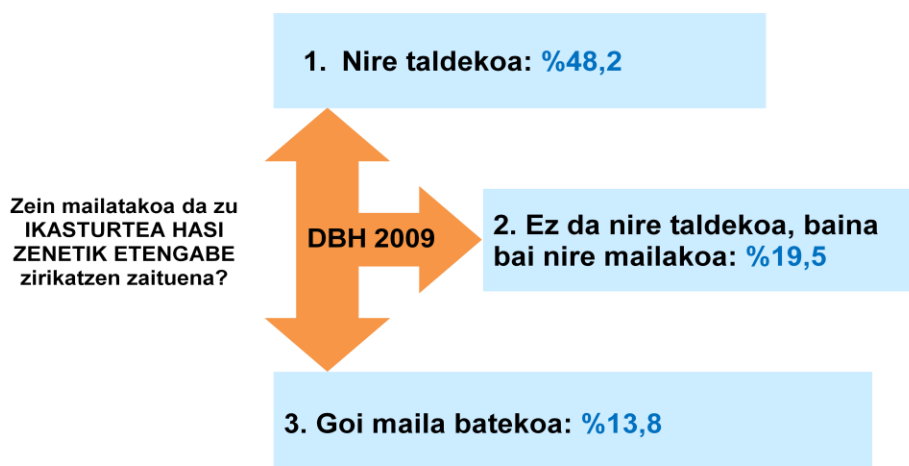 1. Nire taldekoa: %48,2
Zein mailatakoa da zu
IKASTURTEA HASI
ZENETIK ETENGABE
zirikatzen zaituena?
DBH 2009
2. Ez da nire taldekoa, baina
bai nire mailakoa: %19,5
3. Goi maila batekoa: %13,8